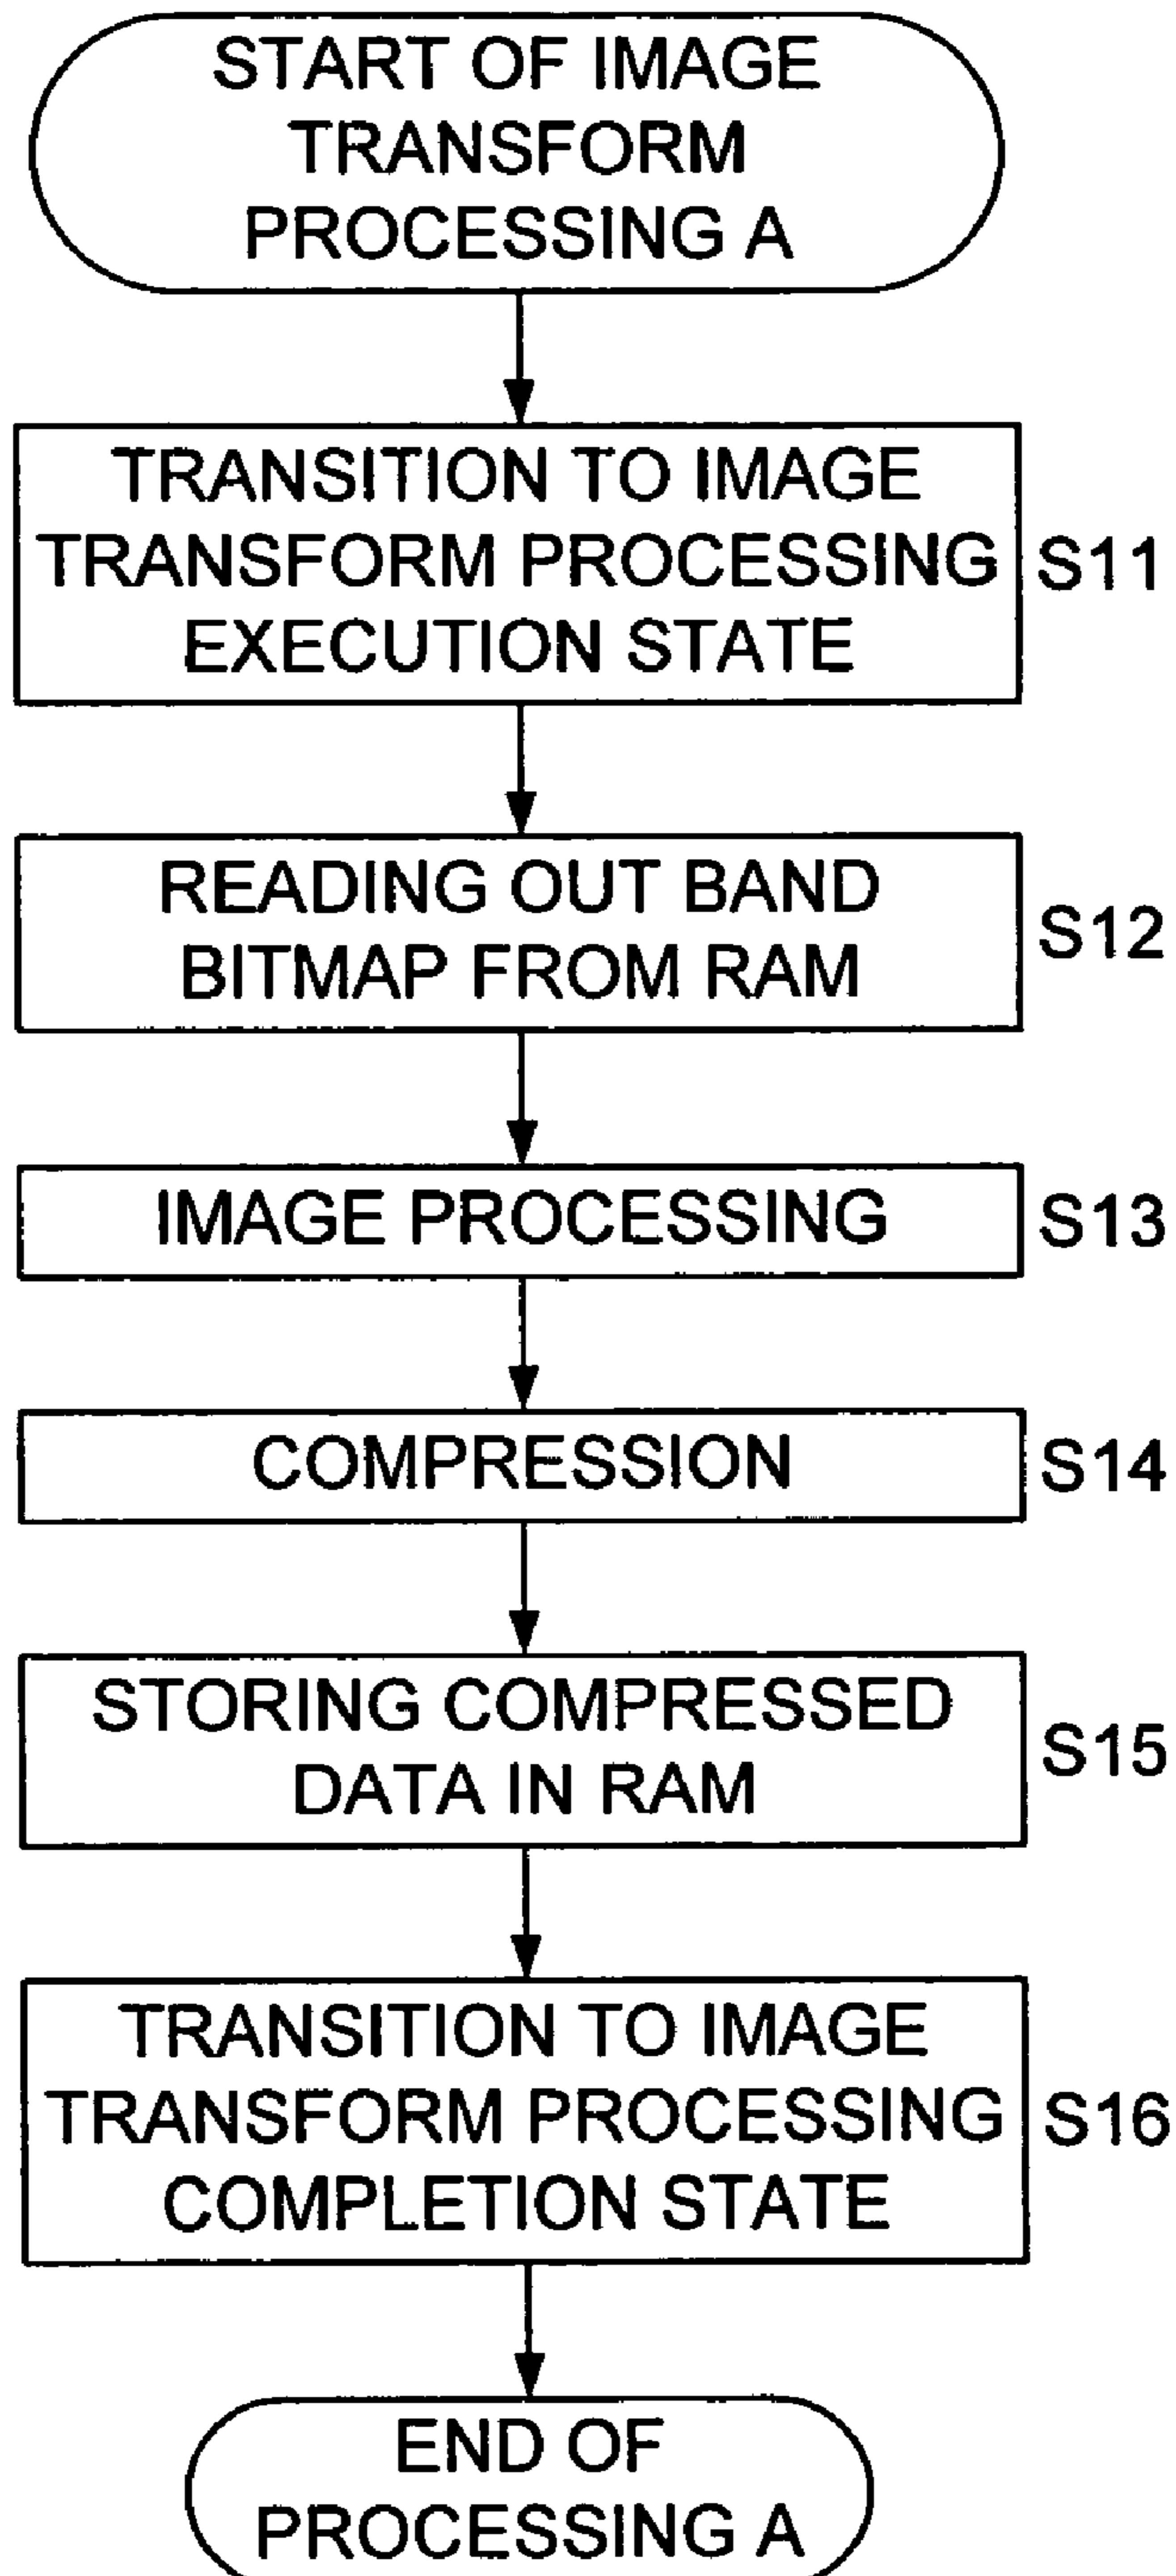 START OF IMAGE
TRANSFORM
PROCESSING A
TRANSITION TO IMAGE
TRANSFORM PROCESSING
EXECUTION STATE
S11
READING OUT BAND
BITMAP FROM RAM
S12
IMAGE PROCESSING
S13
COMPRESSION
S14
STORING COMPRESSED
DATA IN RAM
S15
TRANSITION TO IMAGE
TRANSFORM PROCESSING
COMPLETION STATE
S16
END OF
PROCESSING A